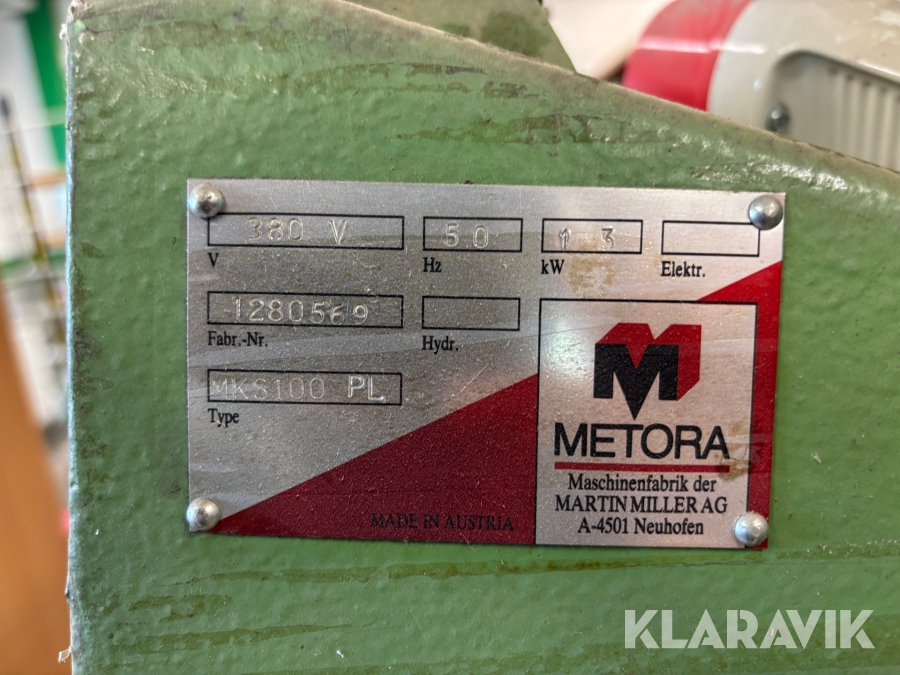 380 V
50
1 3
V
Hz
kW
Elektr.
1280569
Fabr.-Nr.
Hydr.
MKS100 PL
Type
M
METORA
Maschinenfabrik der
MARTIN MILLER AG
A-4501 Neuhofen
MADE IN AUSTRIA
KLARAVIK